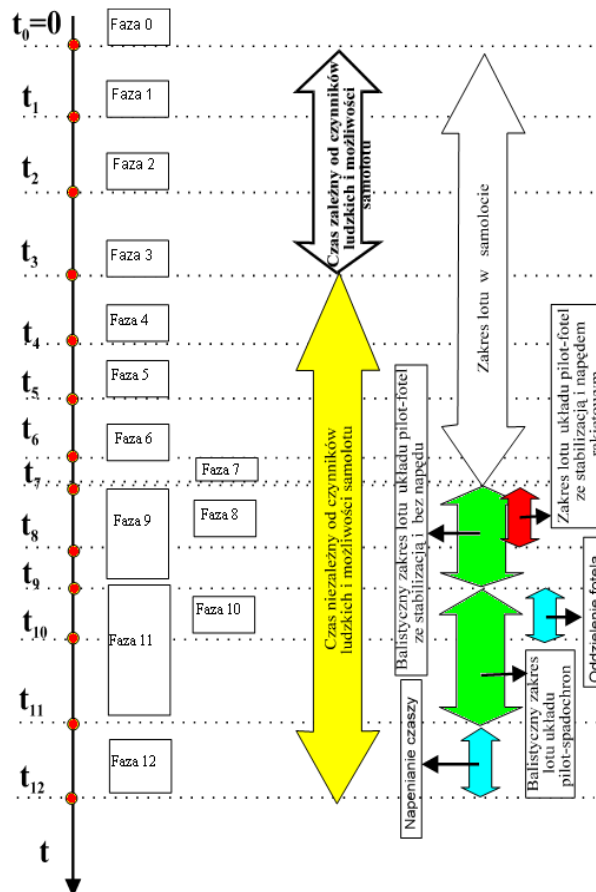 t0=0
Faza 0
t1
Faza 1
t2
Faza 2
t3
Faza 3
t4
Faza 4
t5
Faza 5
t6
Faza 6
t7
Faza 7
t8
Faza 9
Faza 8
t9
t10
Faza 11
Faza 10
t11
t12
Faza 12
t
Czas zależny od czynników
ludzkich i możliwości
samolotu
Czas niezależny od czynników
ludzkich i możliwości samolotu
Zakres lotu w samolocie
Balistyczny zakres lotu układu pilot-fotel
ze stabilizacją i bez napędu
Zakres lotu układu pilot-fotel
ze stabilizacją i napędem
rakietowym
Oddzielenie fotela
Balistyczny zakres
lotu układu
pilot-spadochron
Napenianie czaszy